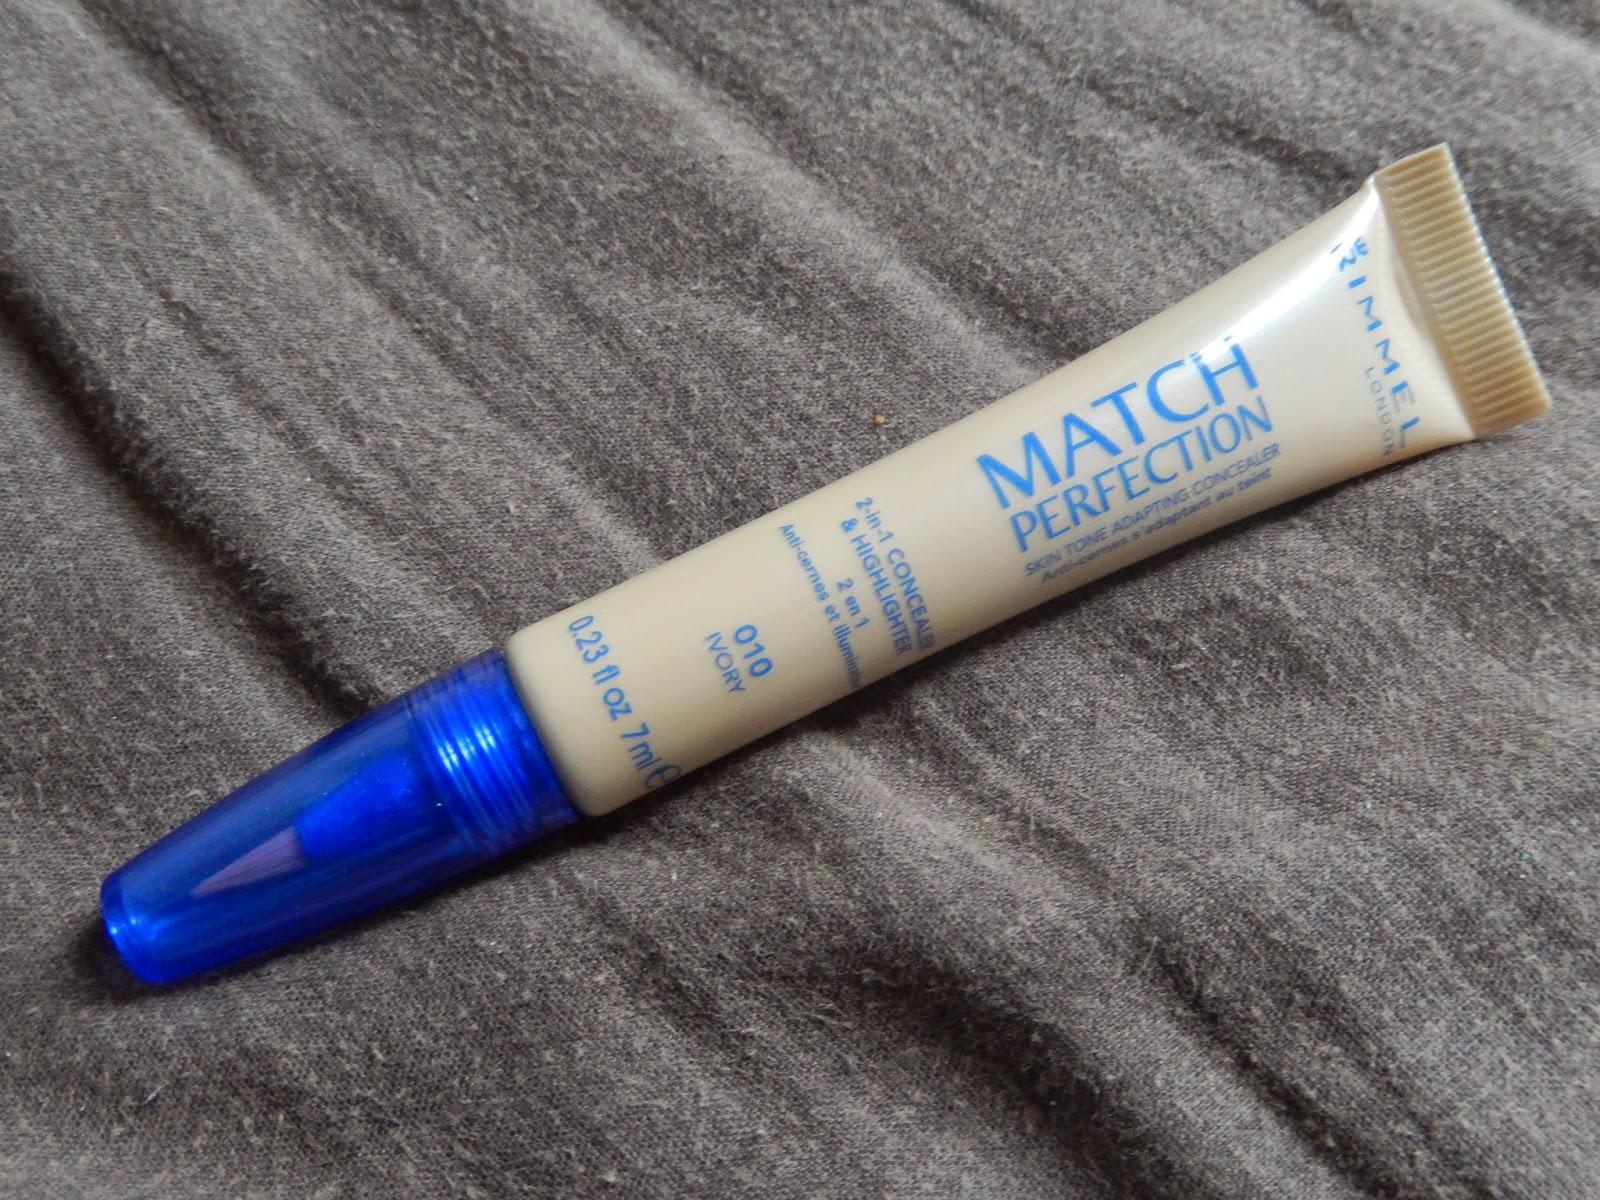 NEW
RIMMEL
LONDON
MATCH
PERFECTION
SKIN TONE ADAPTING CONCEALER
Anti-cernes s'adaptant au teint
2-in-1 CONCEALER
& HIGHLIGHTER
2 en 1
Anti-cernes et
010
IVORY
0.23 fl oz 7ml e